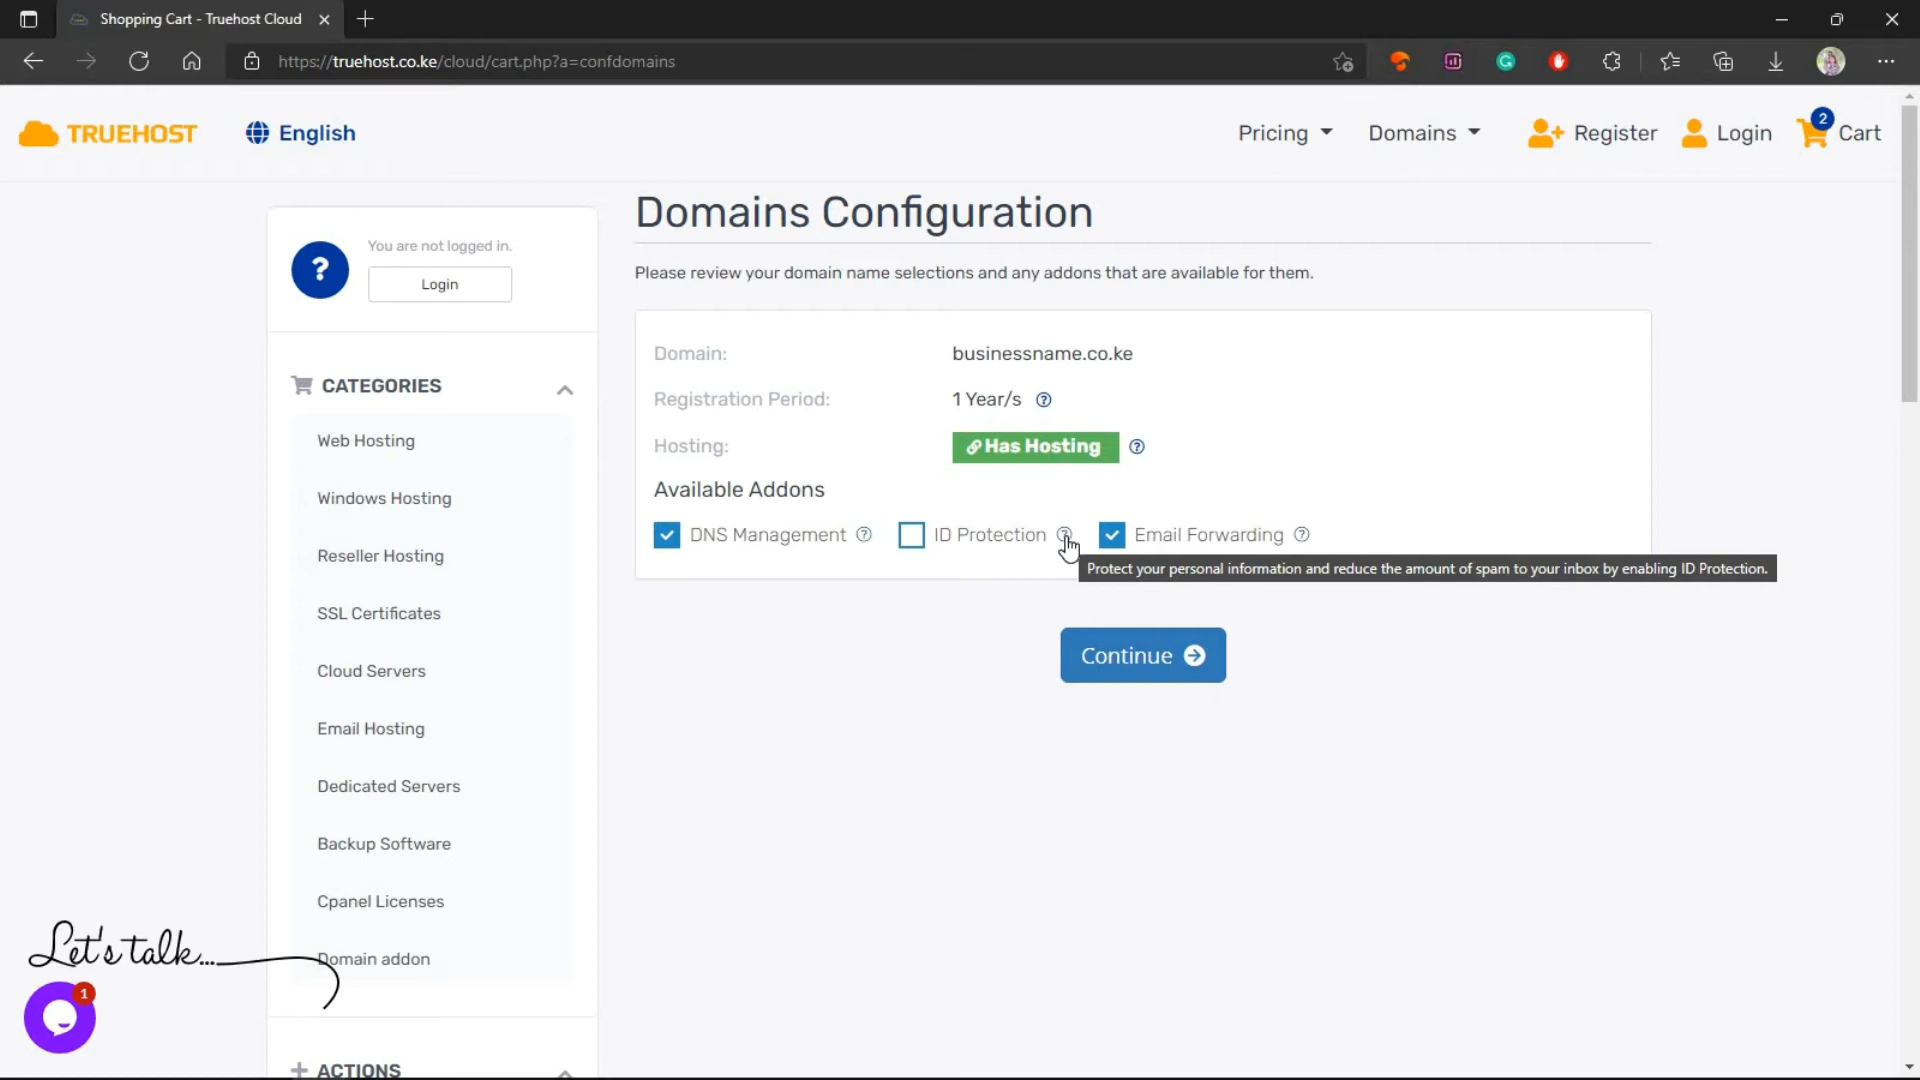 Shopping Cart - Truehost Cloud
https://truehost.co.ke/cloud/cart.php?a=confdomains
TRUEHOST
English
Pricing
Domains
Register
Login
2
Cart
Domains Configuration
You are not logged in.
?
Login
Please review your domain name selections and any addons that are available for them.
Domain:
businessname.co.ke
Registration Period:
1 Year/s ?
Hosting:
Has Hosting ?
Available Addons
DNS Management ?
ID Protection ?
Email Forwarding ?
Protect your personal information and reduce the amount of spam to your inbox by enabling ID Protection.
Continue
CATEGORIES
Web Hosting
Windows Hosting
Reseller Hosting
SSL Certificates
Cloud Servers
Email Hosting
Dedicated Servers
Backup Software
Cpanel Licenses
Domain addon
Let's talk...
1
ACTIONS